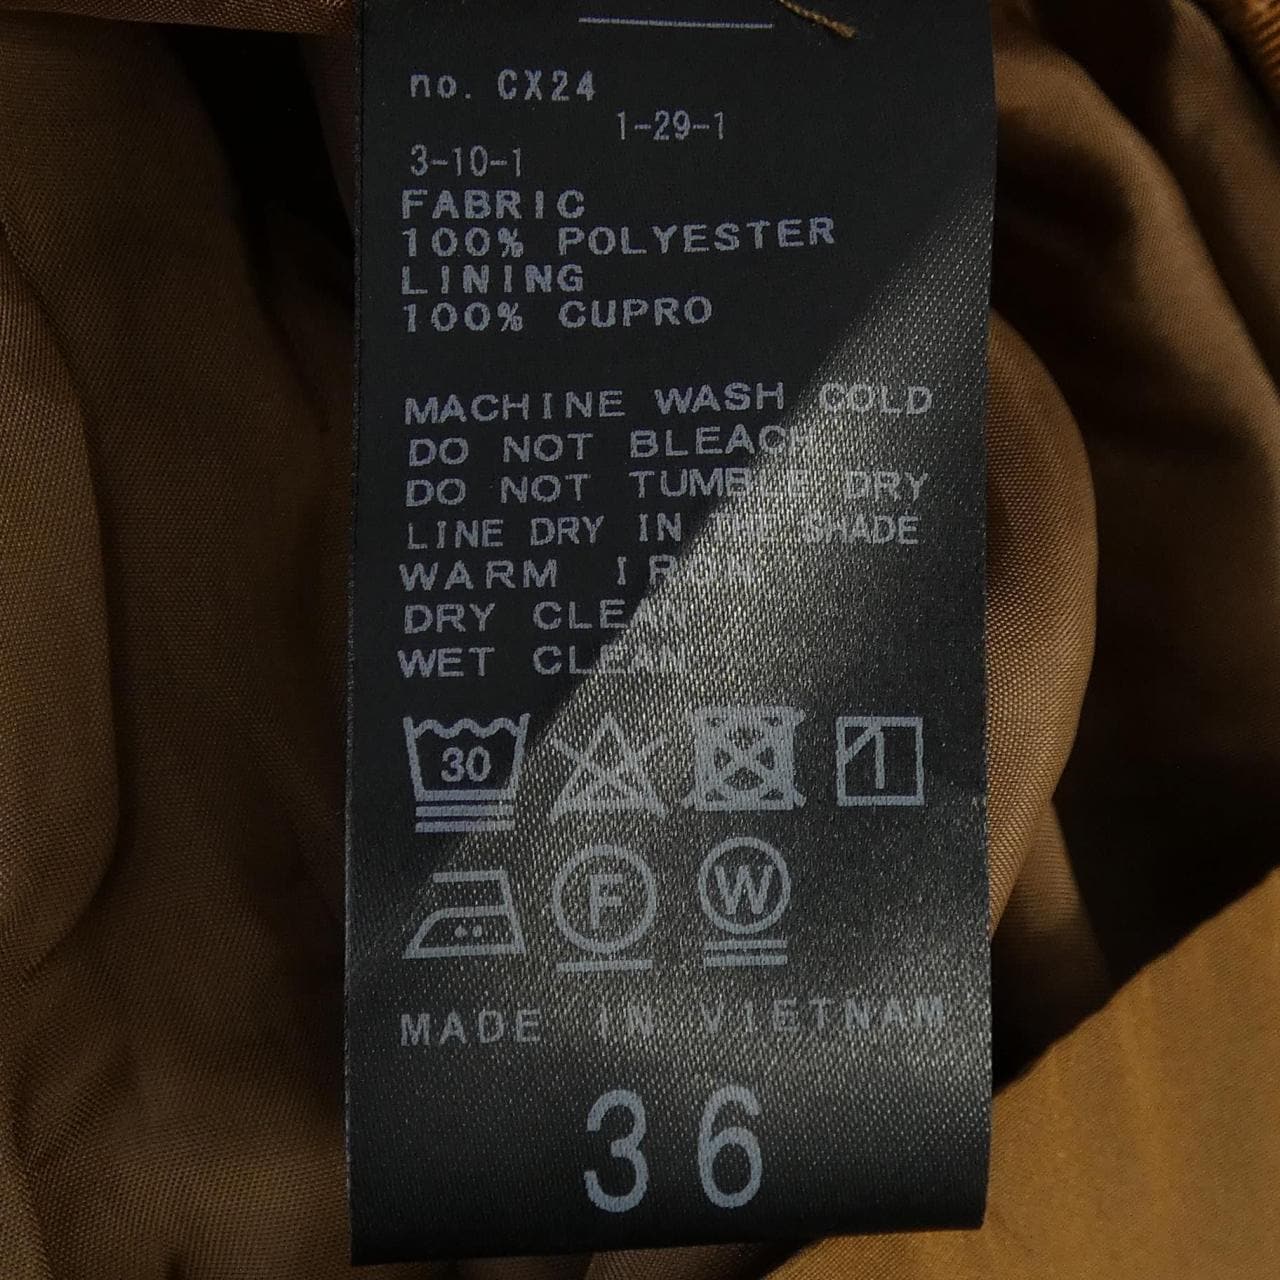 no. CX24
1-29-1
3-10-1
FABRIC
100% POLYESTER
LINING
100% CUPRO
MACHINE WASH COLD
DO NOT BLEACH
DO NOT TUMBLE DRY
LINE DRY IN THE SHADE
WARM IRON
DRY CLEAN
WET CLEAN
30
F W
MADE IN VIETNAM
36